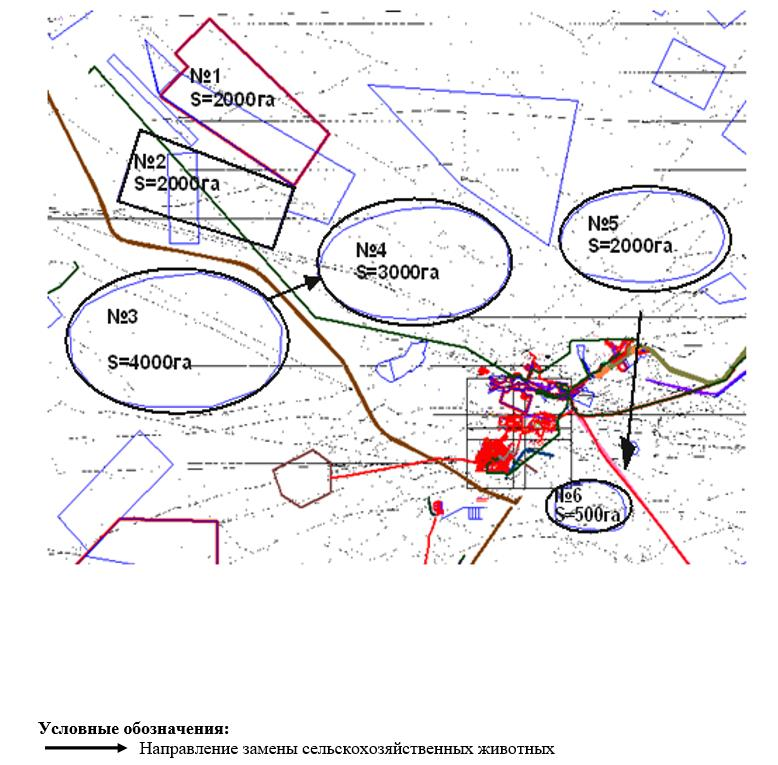 №1
S=2000га
№2
S=2000га
№5
S=2000га
№4
S=3000га
№3
S=4000га
№6
S=500га
Условные обозначения:
Направление замены сельскохозяйственных животных